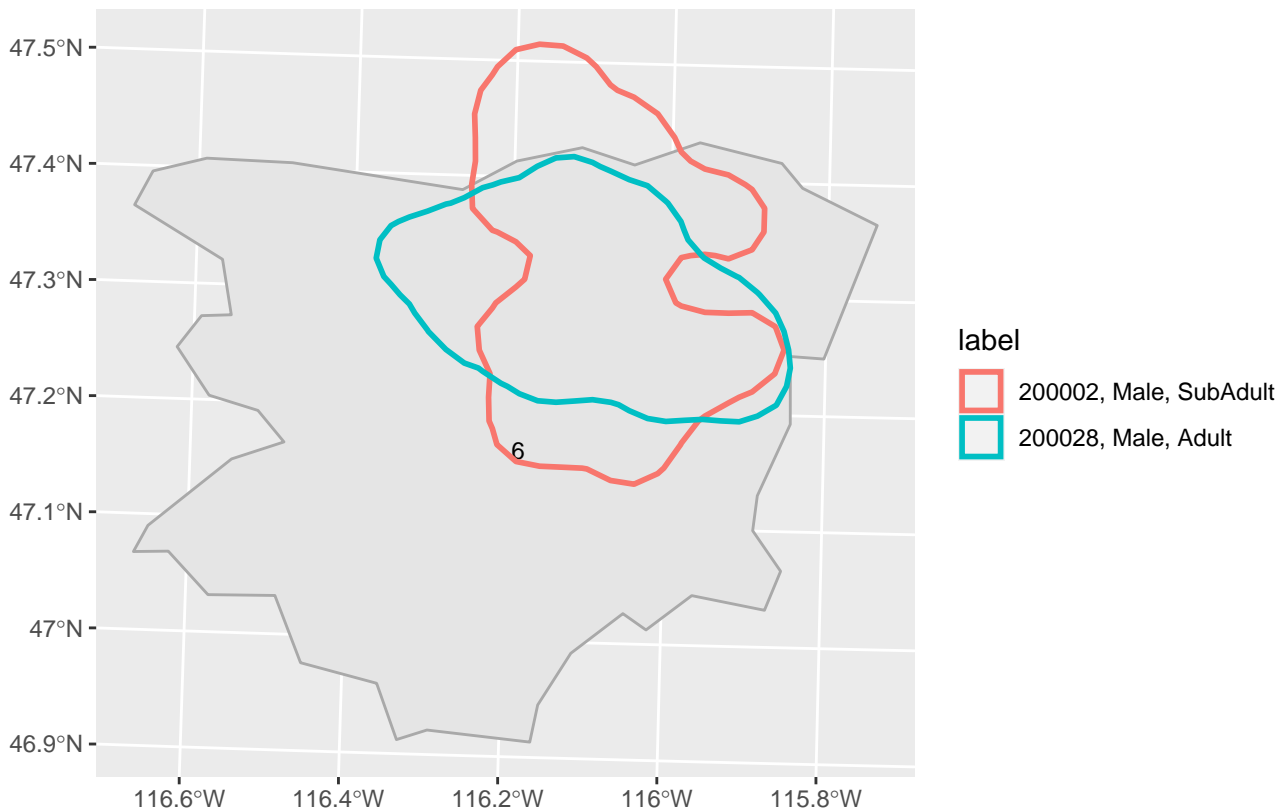 47.5°N
47.4°N
47.3°N
47.2°N
47.1°N
47°N
46.9°N
6
116.6°W 116.4°W 116.2°W 116°W 115.8°W
label
200002, Male, SubAdult
200028, Male, Adult